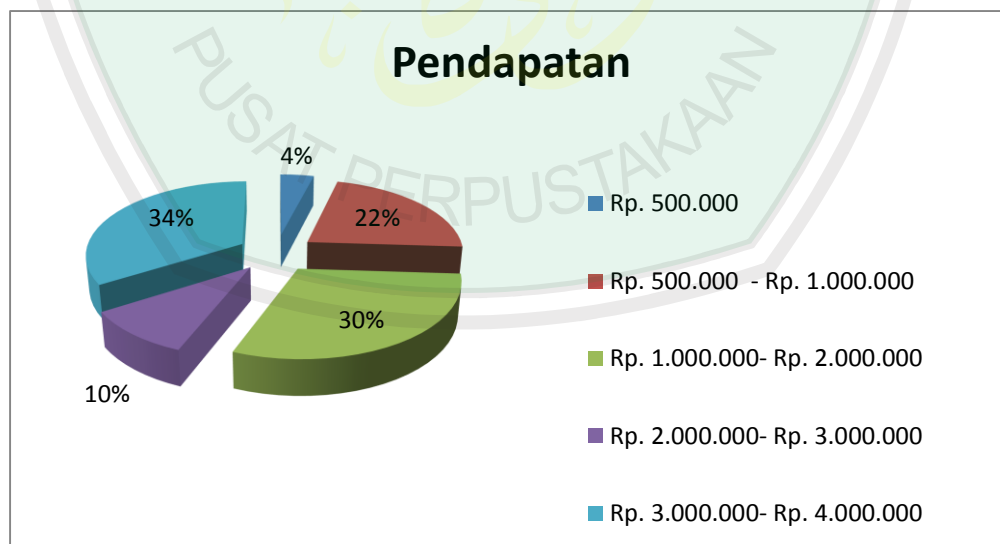 Pendapatan
PUSAT PERPUSTAKAAN
4%
22%
34%
30%
10%
Rp. 500.000
Rp. 500.000 - Rp. 1.000.000
Rp. 1.000.000- Rp. 2.000.000
Rp. 2.000.000- Rp. 3.000.000
Rp. 3.000.000- Rp. 4.000.000